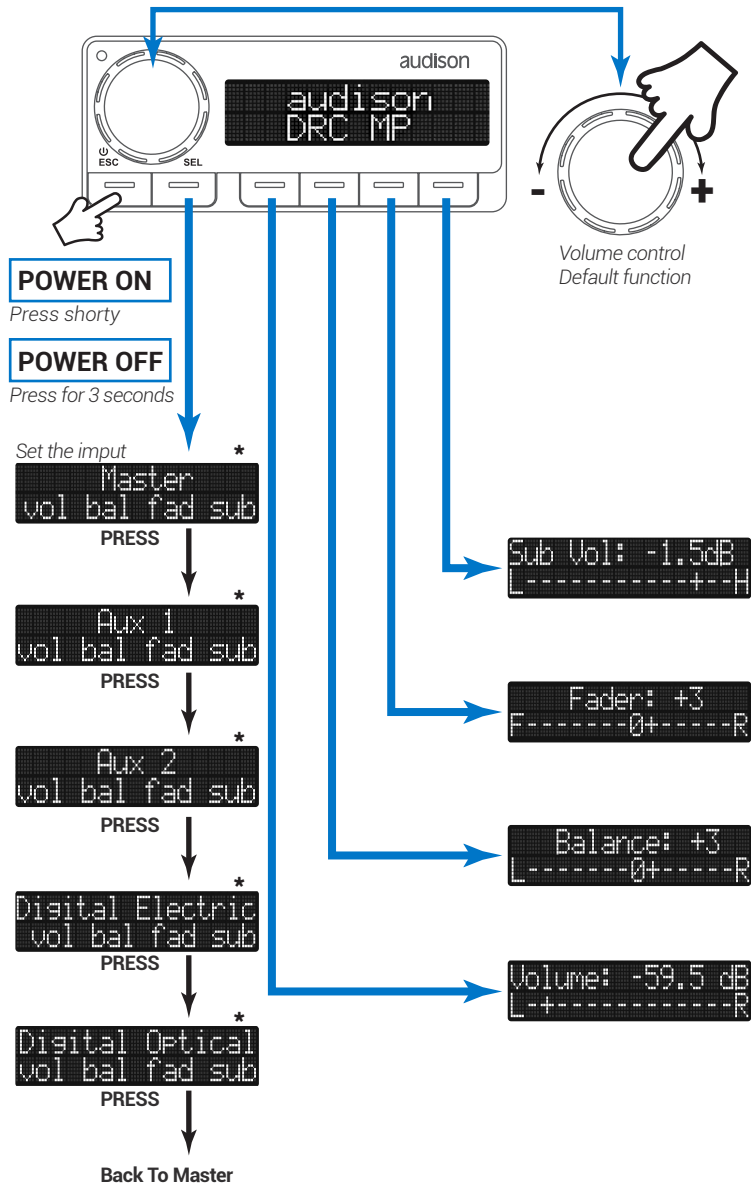 audison
audison
DRC MP
ESC
SEL
-
+
Volume control
Default function
POWER ON
Press shorty
POWER OFF
Press for 3 seconds
Set the imput
*
Master
vol bal fad sub
PRESS
*
Aux 1
vol bal fad sub
PRESS
*
Aux 2
vol bal fad sub
PRESS
*
Digital Electric
vol bal fad sub
PRESS
*
Digital Optical
vol bal fad sub
PRESS
Back To Master
Sub Vol: -1.5dB
L-----------+--H
Fader: +3
F-------0+-----R
Balance: +3
L-------0+-----R
Volume: -59.5 dB
L-+------------R